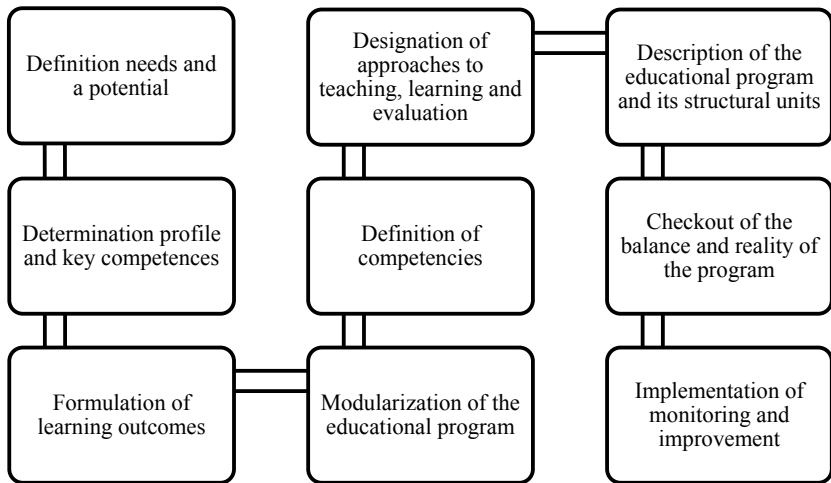 Definition needs and
a potential
Determination profile
and key competences
Formulation of
learning outcomes
Modularization of the
educational program
Definition of
competencies
Designation of
approaches to
teaching, learning and
evaluation
Description of the
educational program
and its structural units
Checkout of the
balance and reality of
the program
Implementation of
monitoring and
improvement